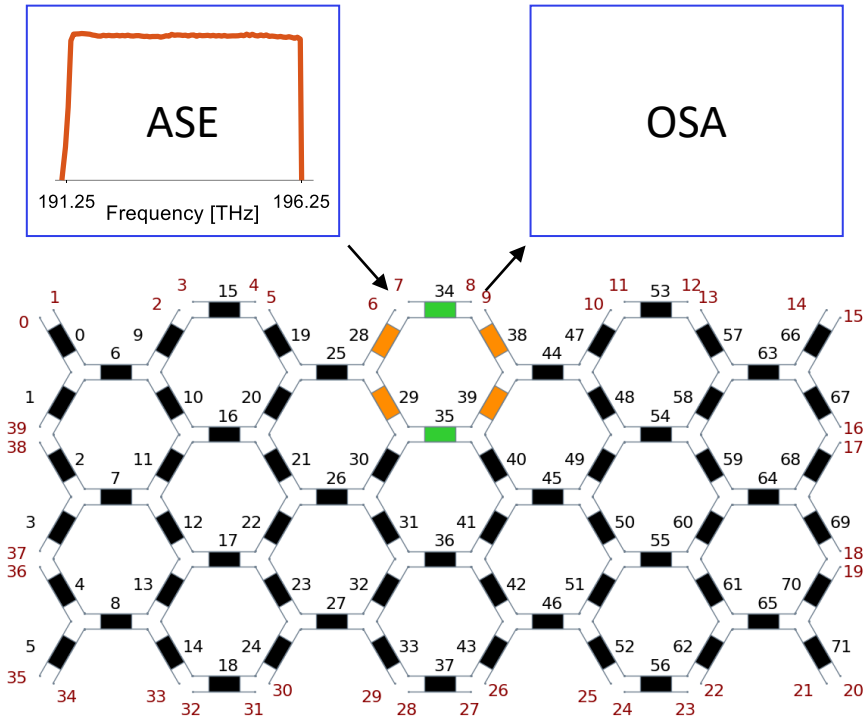 ASE
191.25
196.25
Frequency [THz]
OSA
7 34 8
3 15 4 11 53 12
1 6 9 13 14
2 5 10 15
0
0 9 19 28 38 47 57 66
6 25 44 63
1 10 20 29 39 48 58 67
16 35 54
39 16
38 17
2 11 21 30 40 49 59 68
7 26 45 64
3 12 22 31 41 50 60 69
17 36 55
37 18
36 19
4 13 23 32 42 51 61 70
8 27 46 65
5 14 24 33 43 52 62 71
18 37 56
35 20
34 33 30 29 26 25 22 21
32 31 28 27 24 23